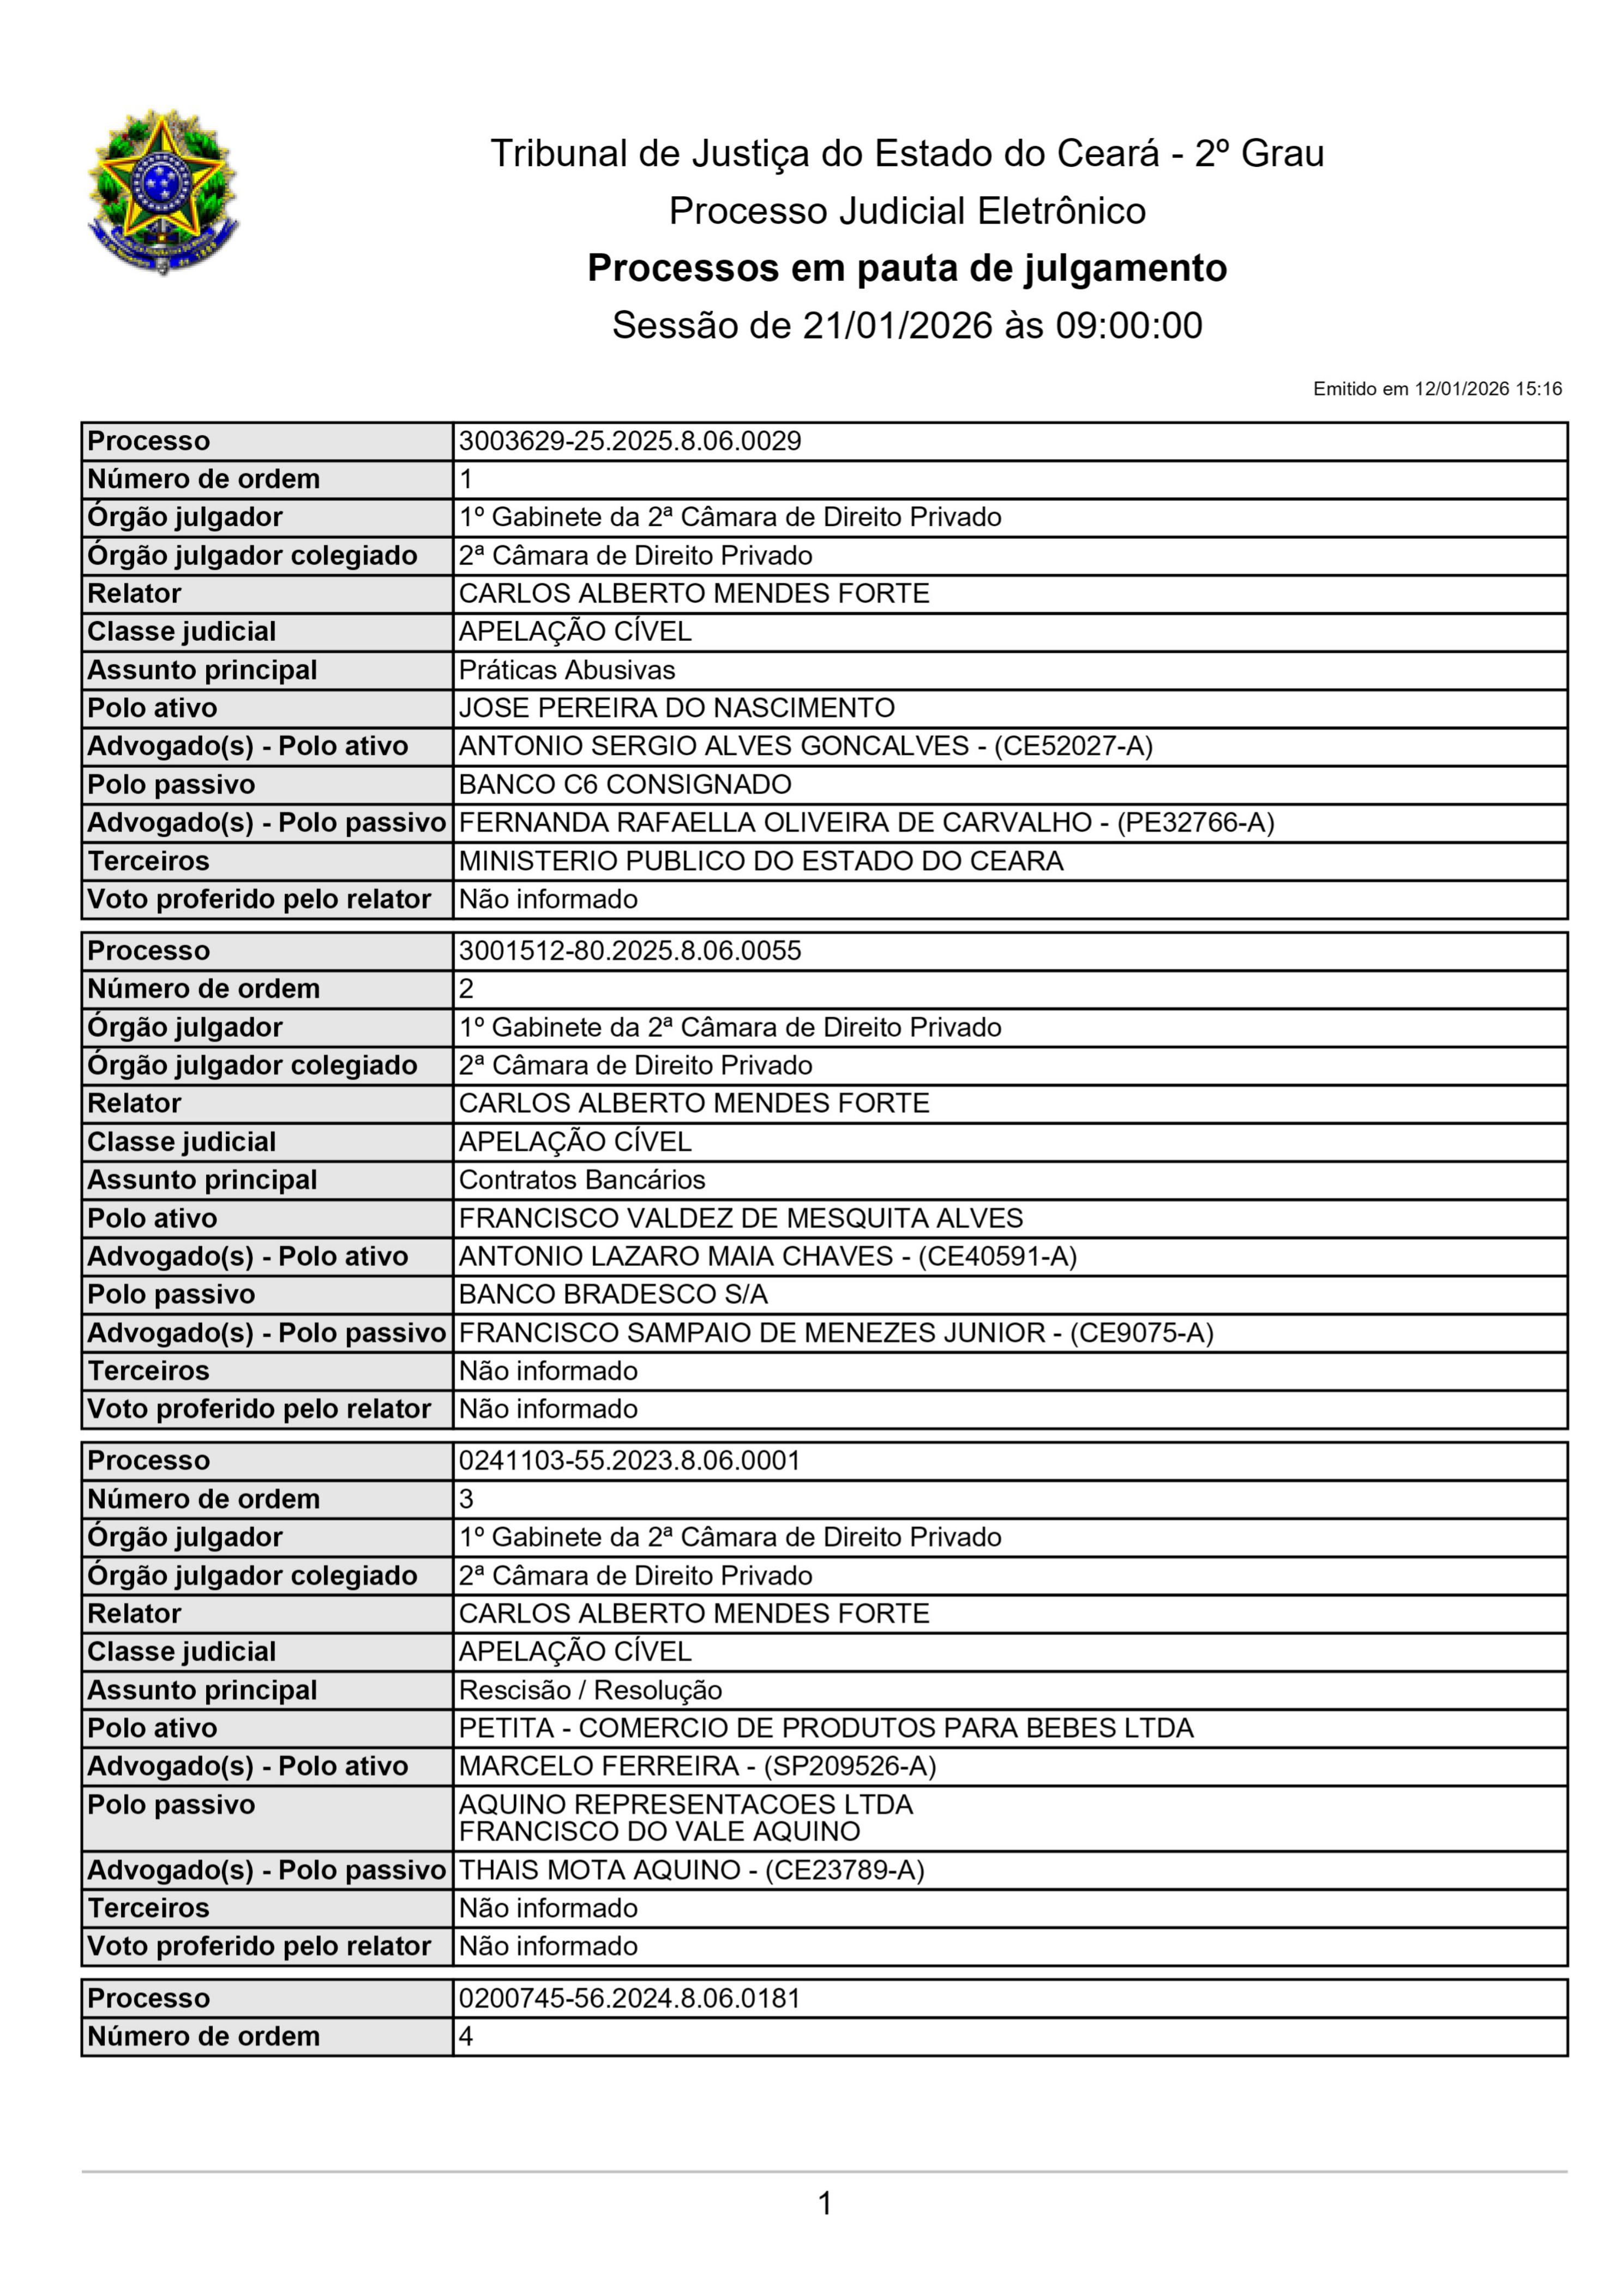 Tribunal de Justiça do Estado do Ceará - 2º Grau
Processo Judicial Eletrônico
Processos em pauta de julgamento
Sessão de 21/01/2026 às 09:00:00
Emitido em 12/01/2026 15:16
Processo 3003629-25.2025.8.06.0029
Número de ordem 1
Órgão julgador 1º Gabinete da 2ª Câmara de Direito Privado
Órgão julgador colegiado 2ª Câmara de Direito Privado
Relator CARLOS ALBERTO MENDES FORTE
Classe judicial APELAÇÃO CÍVEL
Assunto principal Práticas Abusivas
Polo ativo JOSE PEREIRA DO NASCIMENTO
Advogado(s) - Polo ativo ANTONIO SERGIO ALVES GONCALVES - (CE52027-A)
Polo passivo BANCO C6 CONSIGNADO
Advogado(s) - Polo passivo FERNANDA RAFAELLA OLIVEIRA DE CARVALHO - (PE32766-A)
Terceiros MINISTERIO PUBLICO DO ESTADO DO CEARA
Voto proferido pelo relator Não informado
Processo 3001512-80.2025.8.06.0055
Número de ordem 2
Órgão julgador 1º Gabinete da 2ª Câmara de Direito Privado
Órgão julgador colegiado 2ª Câmara de Direito Privado
Relator CARLOS ALBERTO MENDES FORTE
Classe judicial APELAÇÃO CÍVEL
Assunto principal Contratos Bancários
Polo ativo FRANCISCO VALDEZ DE MESQUITA ALVES
Advogado(s) - Polo ativo ANTONIO LAZARO MAIA CHAVES - (CE40591-A)
Polo passivo BANCO BRADESCO S/A
Advogado(s) - Polo passivo FRANCISCO SAMPAIO DE MENEZES JUNIOR - (CE9075-A)
Terceiros Não informado
Voto proferido pelo relator Não informado
Processo 0241103-55.2023.8.06.0001
Número de ordem 3
Órgão julgador 1º Gabinete da 2ª Câmara de Direito Privado
Órgão julgador colegiado 2ª Câmara de Direito Privado
Relator CARLOS ALBERTO MENDES FORTE
Classe judicial APELAÇÃO CÍVEL
Assunto principal Rescisão / Resolução
Polo ativo PETITA - COMERCIO DE PRODUTOS PARA BEBES LTDA
Advogado(s) - Polo ativo MARCELO FERREIRA - (SP209526-A)
Polo passivo AQUINO REPRESENTACOES LTDA
FRANCISCO DO VALE AQUINO
Advogado(s) - Polo passivo THAIS MOTA AQUINO - (CE23789-A)
Terceiros Não informado
Voto proferido pelo relator Não informado
Processo 0200745-56.2024.8.06.0181
Número de ordem 4
1